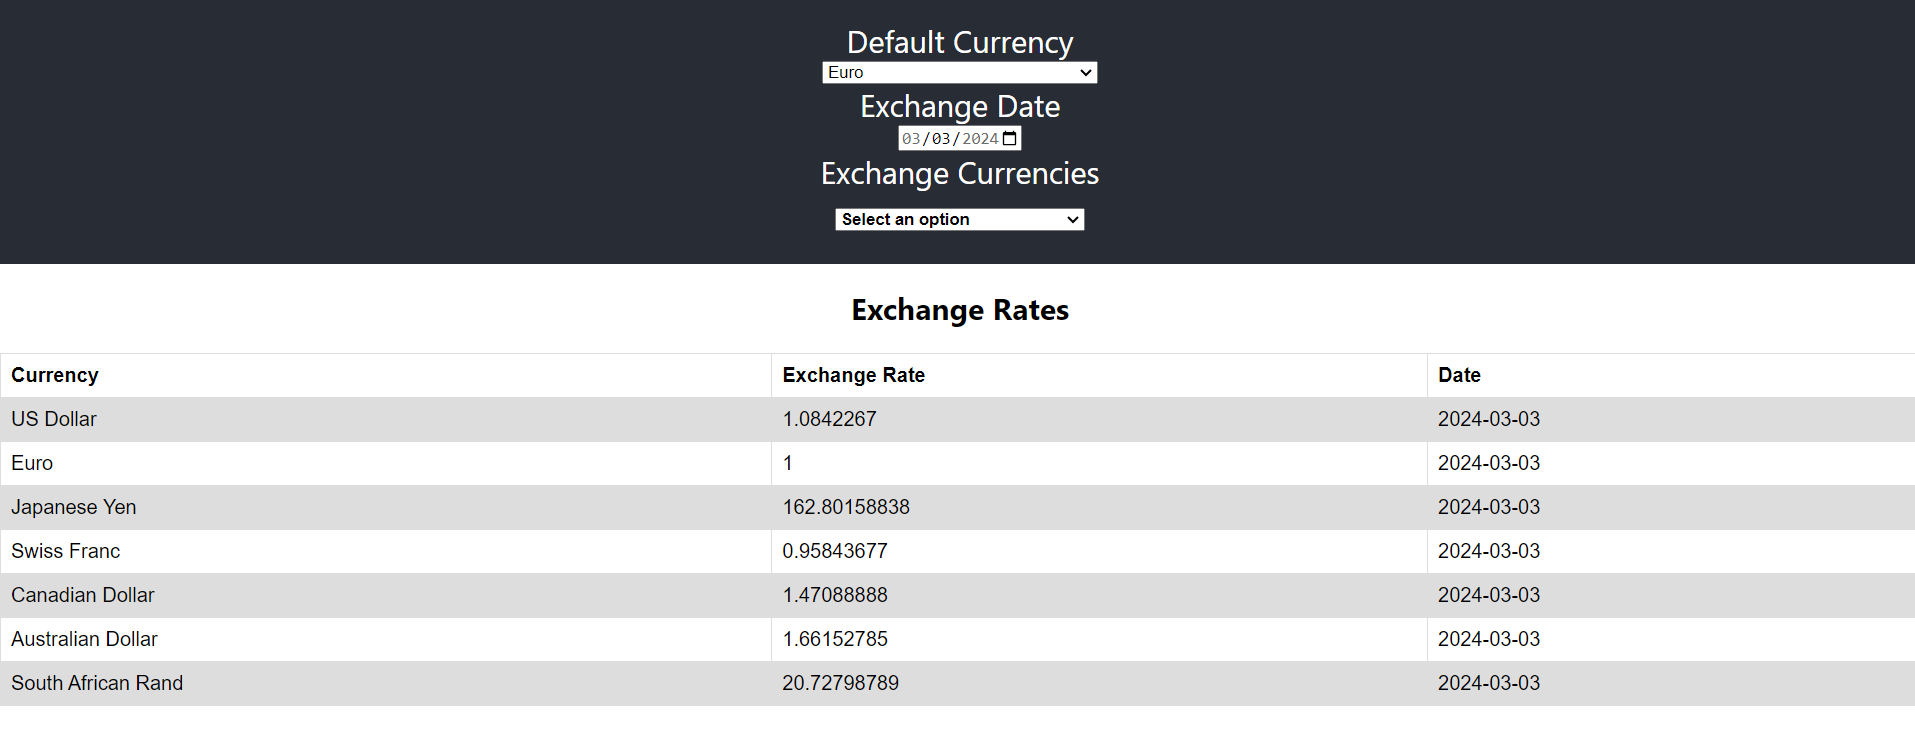 Default Currency
Euro
Exchange Date
03/03/2024
Exchange Currencies
Select an option
Exchange Rates
Currency Exchange Rate Date
US Dollar 1.0842267 2024-03-03
Euro 1 2024-03-03
Japanese Yen 162.80158838 2024-03-03
Swiss Franc 0.95843677 2024-03-03
Canadian Dollar 1.47088888 2024-03-03
Australian Dollar 1.66152785 2024-03-03
South African Rand 20.72798789 2024-03-03